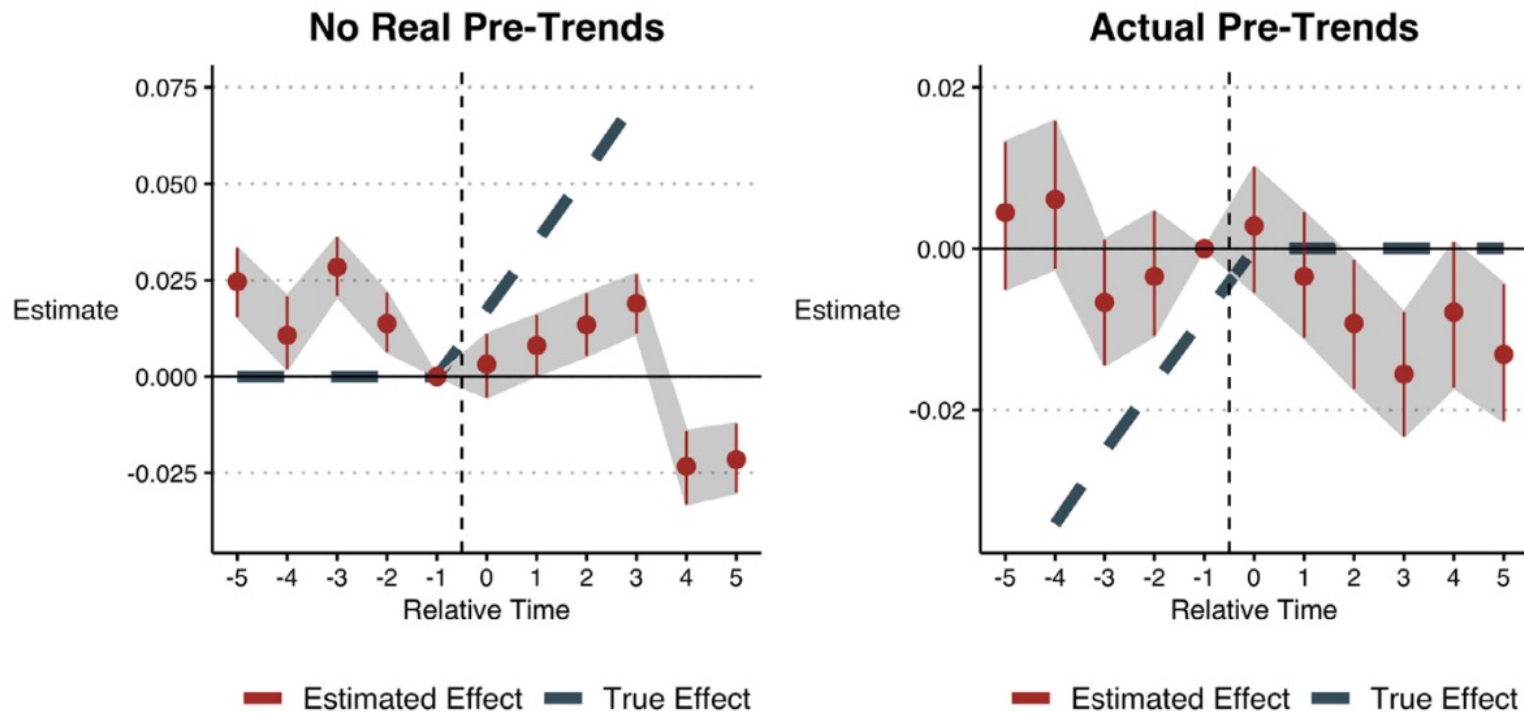 No Real Pre-Trends
0.075
0.050
0.025
0.000
-0.025
Estimate
-5 -4 -3 -2 -1 0 1 2 3 4 5
Relative Time
Estimated Effect True Effect
Actual Pre-Trends
0.02
0.00
-0.02
Estimate
-5 -4 -3 -2 -1 0 1 2 3 4 5
Relative Time
Estimated Effect True Effect